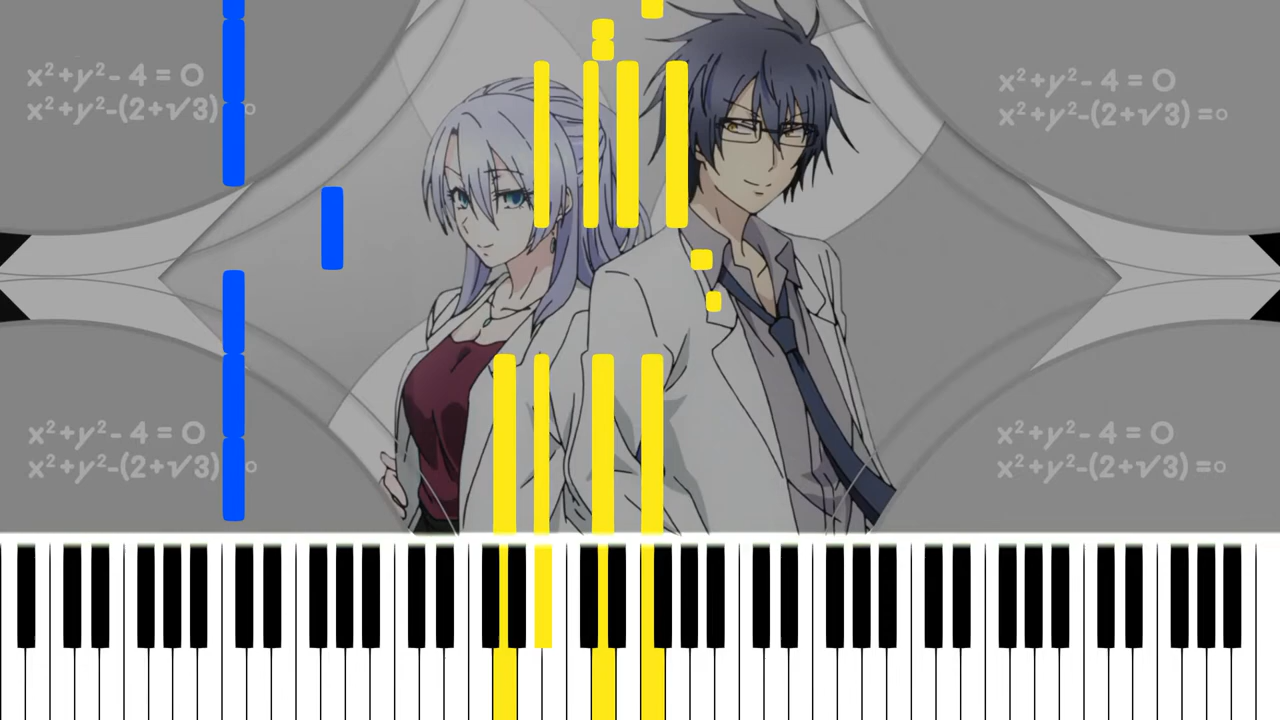 x²+y²- 4 = 0
x²+y²-(2+√3) =0
x²+y²- 4 = 0
x²+y²-(2+√3) =0
x²+y²- 4 = 0
x²+y²-(2+√3) =0
x²+y²- 4 = 0
x²+y²-(2+√3) =0